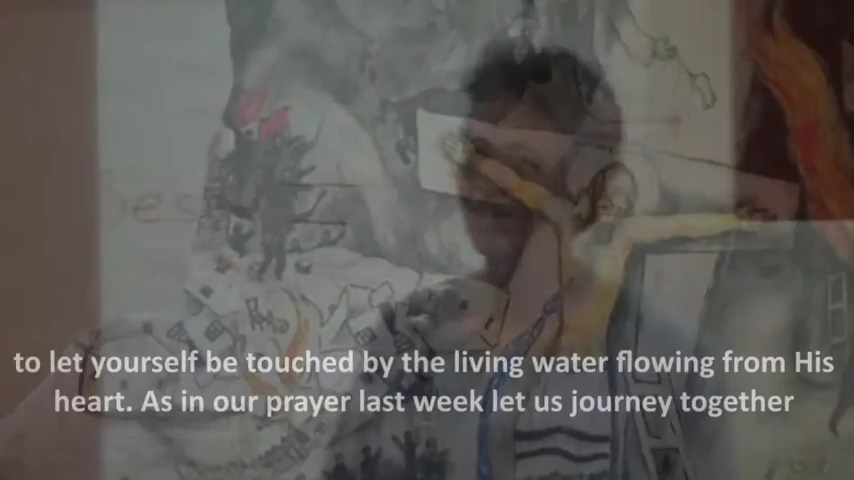 to let yourself be touched by the living water flowing from His
heart. As in our prayer last week let us journey together